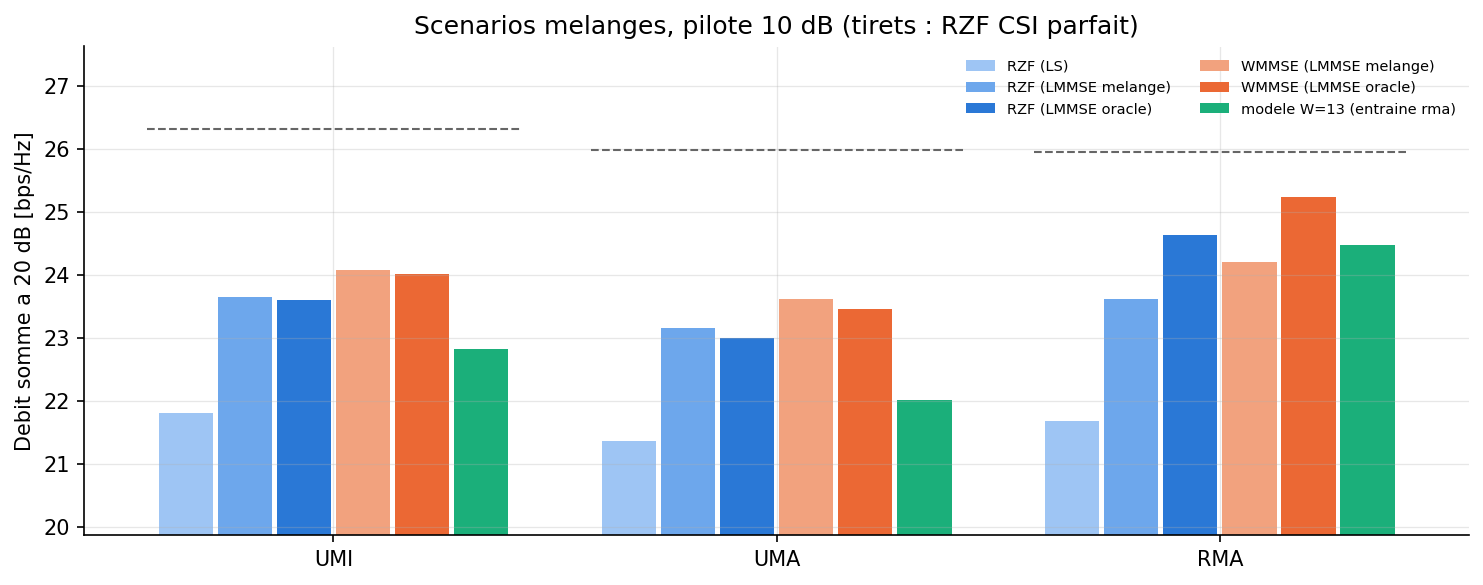 Scenarios melanges, pilote 10 dB (tirets : RZF CSI parfait)
Debit somme a 20 dB [bps/Hz]
27
26
25
24
23
22
21
20
RZF (LS)
RZF (LMMSE melange)
RZF (LMMSE oracle)
WMMSE (LMMSE melange)
WMMSE (LMMSE oracle)
modele W=13 (entraine rma)
UMI
UMA
RMA